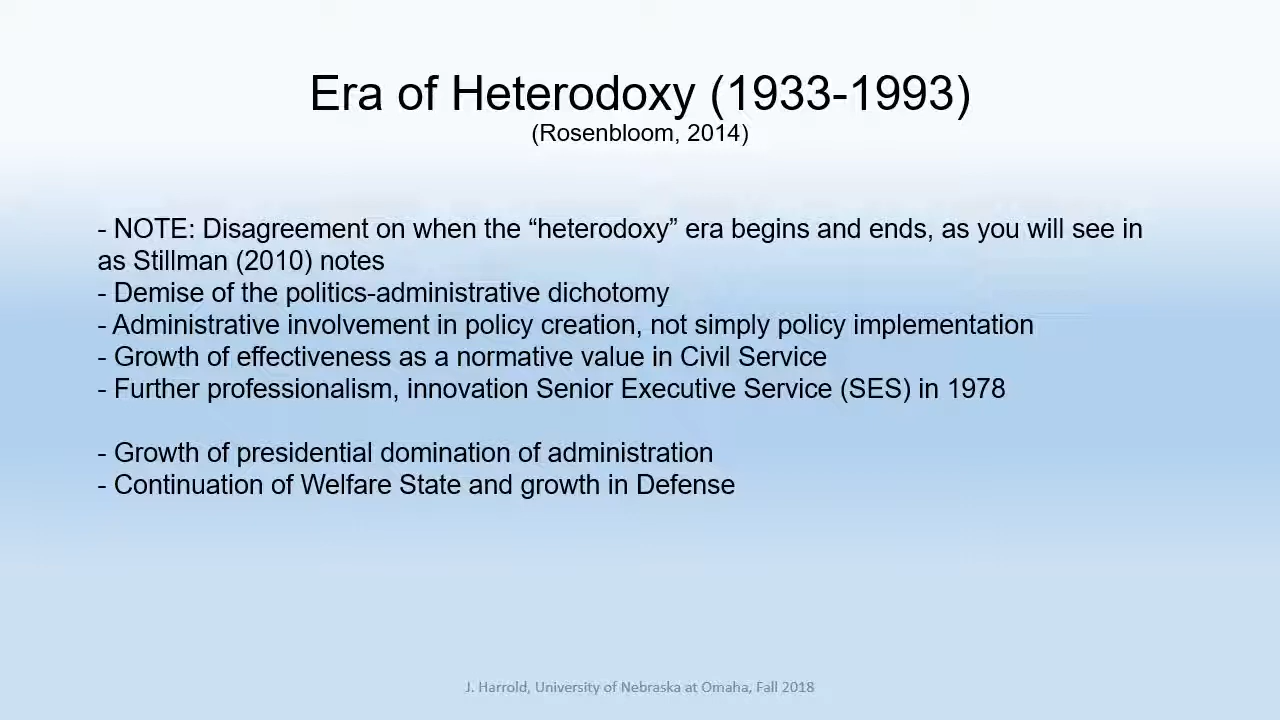 Era of Heterodoxy (1933-1993)
(Rosenbloom, 2014)
- NOTE: Disagreement on when the “heterodoxy” era begins and ends, as you will see in
as Stillman (2010) notes
- Demise of the politics-administrative dichotomy
- Administrative involvement in policy creation, not simply policy implementation
- Growth of effectiveness as a normative value in Civil Service
- Further professionalism, innovation Senior Executive Service (SES) in 1978
- Growth of presidential domination of administration
- Continuation of Welfare State and growth in Defense
J. Harrold, University of Nebraska at Omaha, Fall 2018